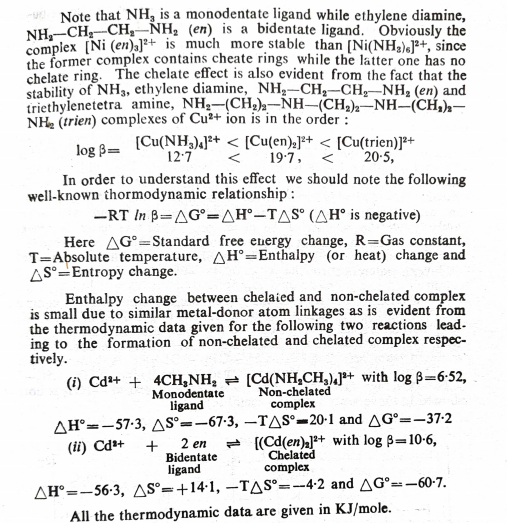 Note that NH₃ is a monodentate ligand while ethylene diamine,
NH₂—CH₂—CH₂—NH₂ (en) is a bidentate ligand. Obviously the
complex [Ni (en)₃]²⁺ is much more stable than [Ni(NH₃)₆]²⁺, since
the former complex contains cheate rings while the latter one has no
chelate ring. The chelate effect is also evident from the fact that the
stability of NH₃, ethylene diamine, NH₂—CH₂—CH₂—NH₂ (en) and
triethylenetetra amine, NH₂—(CH₂)₂—NH—(CH₂)₂—NH—(CH₂)₂—
NH₂ (trien) complexes of Cu²⁺ ion is in the order :
log β= [Cu(NH₃)₄]²⁺ < [Cu(en)₂]²⁺ < [Cu(trien)]²⁺
12·7 < 19·7, < 20·5,
In order to understand this effect we should note the following
well-known thormodynamic relationship :
—RT ln β=△G°=△H°—T△S° (△H° is negative)
Here △G°=Standard free energy change, R=Gas constant,
T=Absolute temperature, △H°=Enthalpy (or heat) change and
△S°=Entropy change.
Enthalpy change between chelated and non-chelated complex
is small due to similar metal-donor atom linkages as is evident from
the thermodynamic data given for the following two reactions lead-
ing to the formation of non-chelated and chelated complex respec-
tively.
(i) Cd²⁺ + 4CH₃NH₂ ⇌ [Cd(NH₂CH₃)₄]²⁺ with log β=6·52,
Monodentate Non-chelated
ligand complex
△H°=−57·3, △S°=−67·3, −T△S°=20·1 and △G°=−37·2
(ii) Cd²⁺ + 2 en ⇌ [(Cd(en)₂]²⁺ with log β=10·6,
Bidentate Chelated
ligand complex
△H°=−56·3, △S°=+14·1, −T△S°=−4·2 and △G°=−60·7.
All the thermodynamic data are given in KJ/mole.